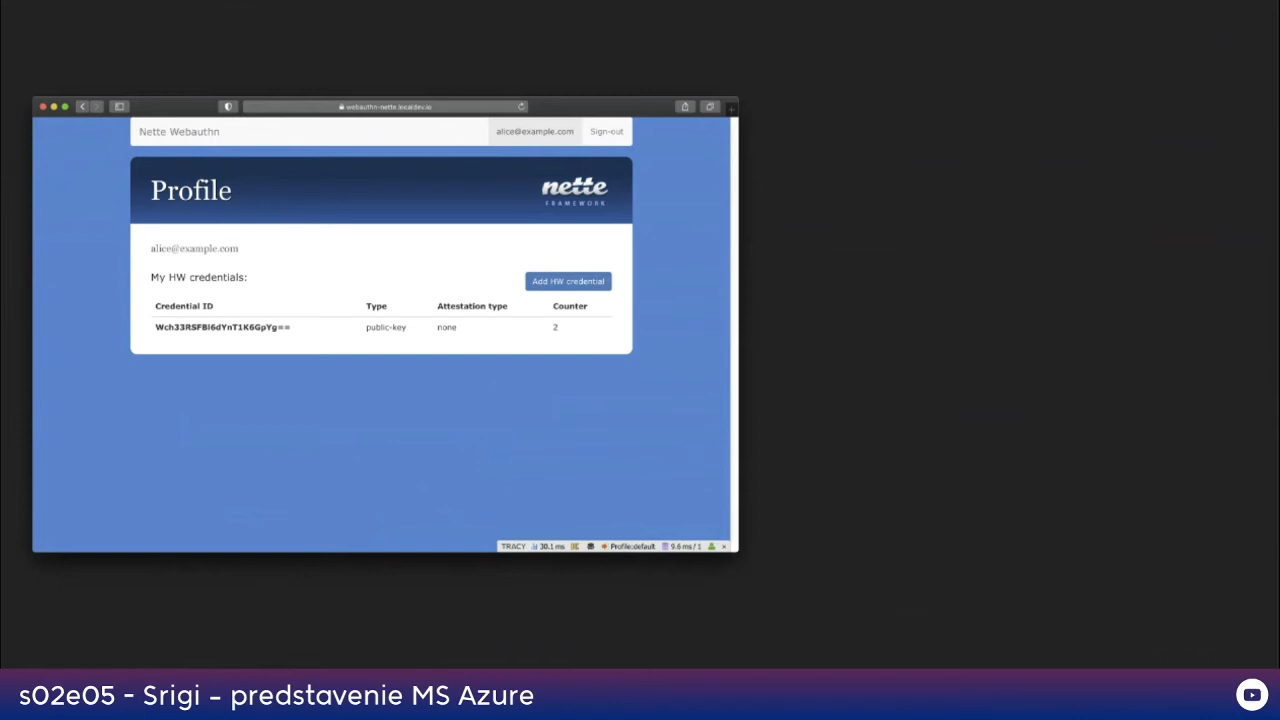 webauthn-nette.localdev.io
Nette Webauthn
alice@example.com
Sign-out
Profile
nette
FRAMEWORK
alice@example.com
My HW credentials:
Add HW credential
Credential ID Type Attestation type Counter
Wch33RSFBl6dYnT1K6GpYg== public-key none 2
TRACY 30.1 ms Profile:default 9.6 ms/1 ×
s02e05 - Srigi – predstavenie MS Azure